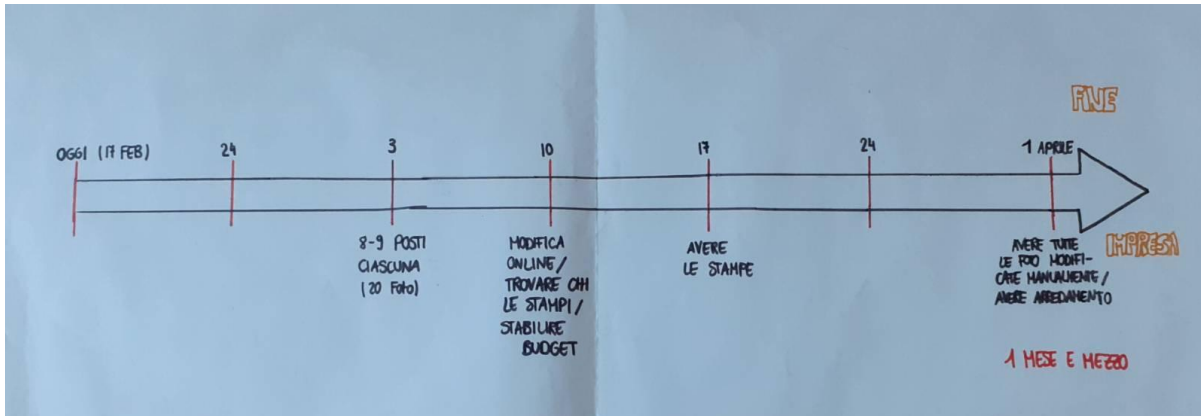 FINE
OGGI (17 FEB)
24
3
10
17
24
1 APRILE
8-9 POSTI
CIASCUNA
(20 FOTO)
MODIFICA
ONLINE/
TROVARE CHI
LE STAMPI/
STABILIRE
BUDGET
AVERE
LE STAMPE
AVERE TUTTE
LE FOTO MODIFI-
CATE MANUALMENTE/
AVERE ARREDAMENTO
IMPRESA
1 MESE E MEZZO